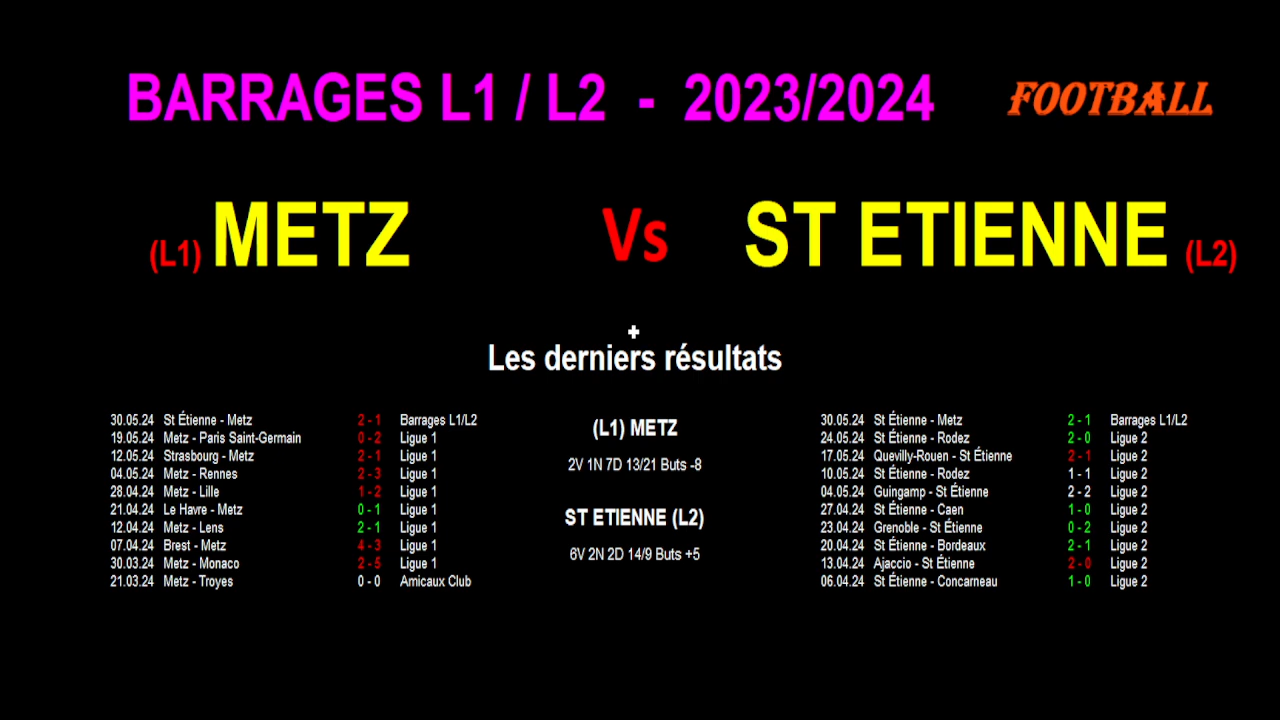 BARRAGES L1 / L2 - 2023/2024 FOOTBALL
(L1) METZ Vs ST ETIENNE (L2)
+
Les derniers résultats
30.05.24 St Étienne - Metz 2 - 1 Barrages L1/L2
19.05.24 Metz - Paris Saint-Germain 0 - 2 Ligue 1
12.05.24 Strasbourg - Metz 2 - 1 Ligue 1
04.05.24 Metz - Rennes 2 - 3 Ligue 1
28.04.24 Metz - Lille 1 - 2 Ligue 1
21.04.24 Le Havre - Metz 0 - 1 Ligue 1
12.04.24 Metz - Lens 2 - 1 Ligue 1
07.04.24 Brest - Metz 4 - 3 Ligue 1
30.03.24 Metz - Monaco 2 - 5 Ligue 1
21.03.24 Metz - Troyes 0 - 0 Amicaux Club
(L1) METZ
2V 1N 7D 13/21 Buts -8
ST ETIENNE (L2)
6V 2N 2D 14/9 Buts +5
30.05.24 St Étienne - Metz 2 - 1 Barrages L1/L2
24.05.24 St Étienne - Rodez 2 - 0 Ligue 2
17.05.24 Quevilly-Rouen - St Étienne 2 - 1 Ligue 2
10.05.24 St Étienne - Rodez 1 - 1 Ligue 2
04.05.24 Guingamp - St Étienne 2 - 2 Ligue 2
27.04.24 St Étienne - Caen 1 - 0 Ligue 2
23.04.24 Grenoble - St Étienne 0 - 2 Ligue 2
20.04.24 St Étienne - Bordeaux 2 - 1 Ligue 2
13.04.24 Ajaccio - St Étienne 2 - 0 Ligue 2
06.04.24 St Étienne - Concarneau 1 - 0 Ligue 2